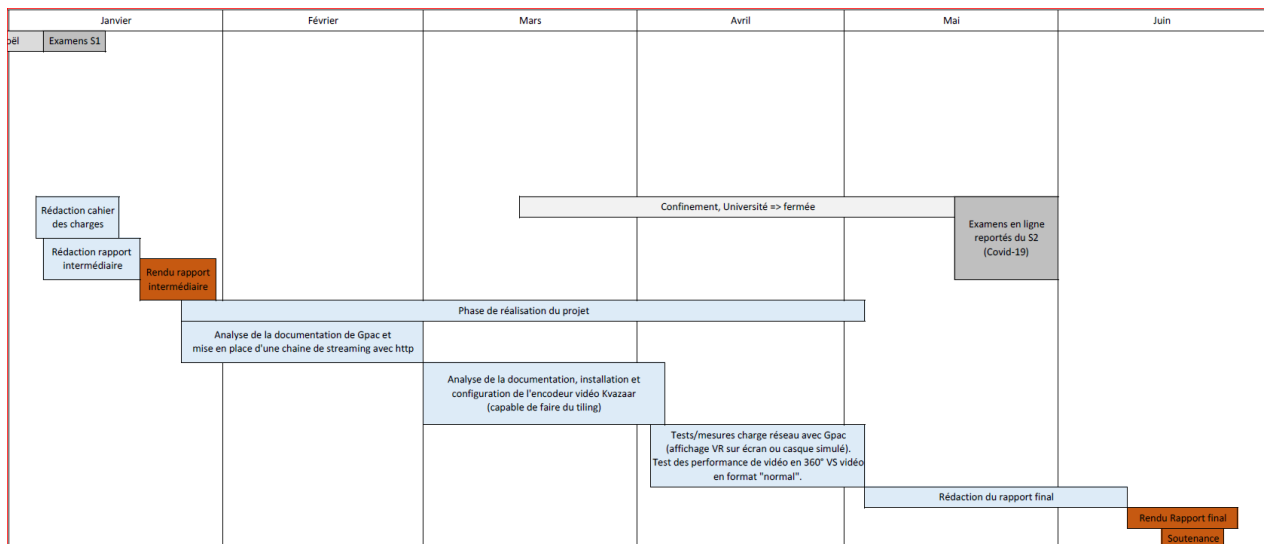 Janvier
Février
Mars
Avril
Mai
Juin
oël
Examens S1
Rédaction cahier
des charges
Confinement, Université => fermée
Examens en ligne
reportés du S2
(Covid-19)
Rédaction rapport
intermédiaire
Rendu rapport
intermédiaire
Phase de réalisation du projet
Analyse de la documentation de Gpac et
mise en place d'une chaine de streaming avec http
Analyse de la documentation, installation et
configuration de l'encodeur vidéo Kvazaar
(capable de faire du tiling)
Tests/mesures charge réseau avec Gpac
(affichage VR sur écran ou casque simulé).
Test des performance de vidéo en 360° VS vidéo
en format "normal".
Rédaction du rapport final
Rendu Rapport final
Soutenance